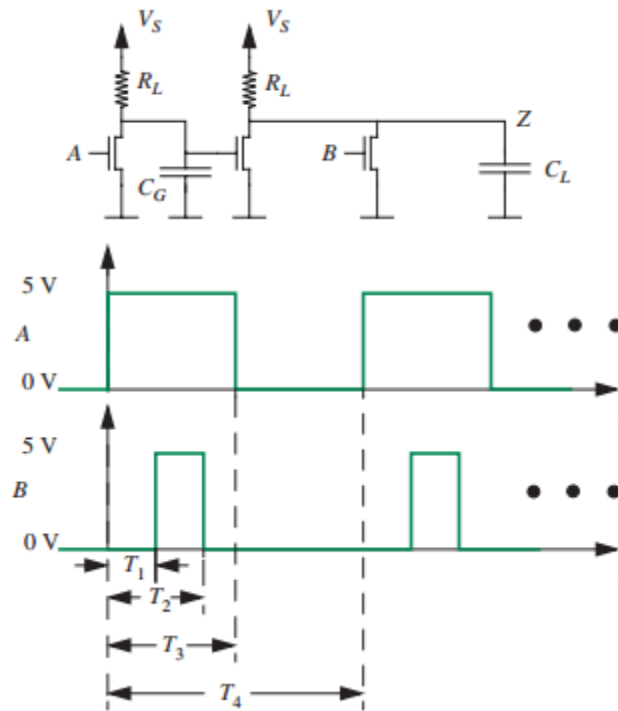 V_S V_S
R_L R_L
A B Z
C_G C_L
5 V
A
0 V
5 V
B
0 V
T_1
T_2
T_3
T_4